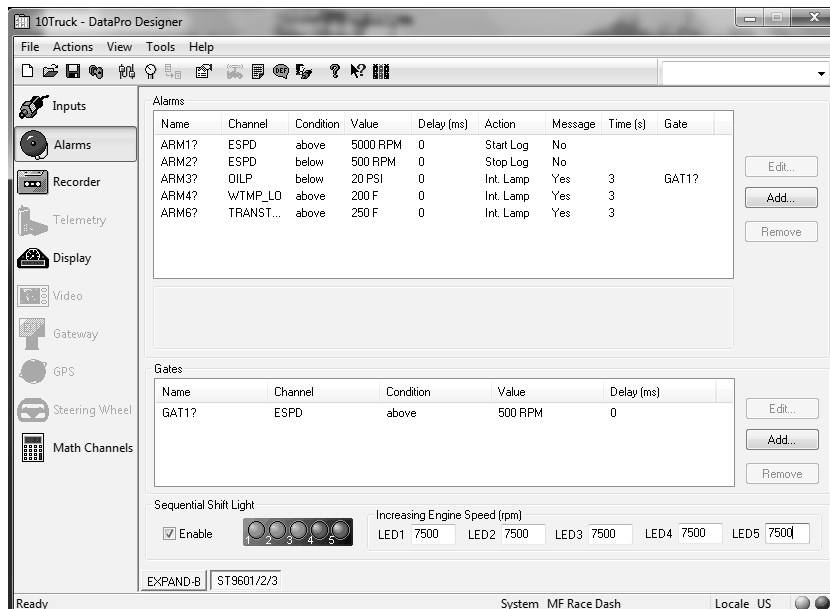 10Truck - DataPro Designer
File Actions View Tools Help
DEF
Inputs
Alarms
Recorder
Telemetry
Display
Video
Gateway
GPS
Steering Wheel
Math Channels
Alarms
Name Channel Condition Value Delay (ms) Action Message Time (s) Gate
ARM1? ESPD above 5000 RPM 0 Start Log No
ARM2? ESPD below 500 RPM 0 Stop Log No
ARM3? OILP below 20 PSI 0 Int. Lamp Yes 3 GAT1?
ARM4? WTMP_LO above 200 F 0 Int. Lamp Yes 3
ARM6? TRANST... above 250 F 0 Int. Lamp Yes 3
Edit...
Add...
Remove
Gates
Name Channel Condition Value Delay (ms)
GAT1? ESPD above 500 RPM 0
Edit...
Add...
Remove
Sequential Shift Light
Enable
1 2 3 4 5
Increasing Engine Speed (rpm)
LED1 7500 LED2 7500 LED3 7500 LED4 7500 LED5 7500
EXPAND-B ST9601/2/3
Ready System MF Race Dash Locale US